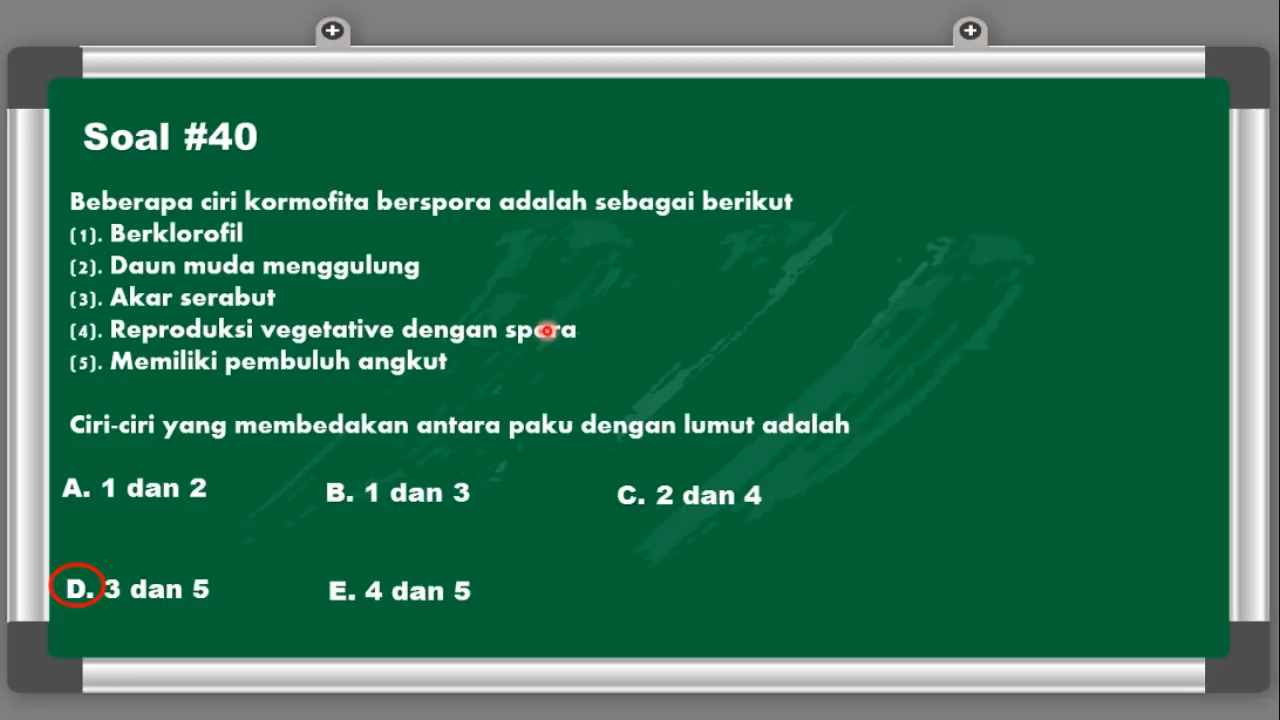 Soal #40
Beberapa ciri kormofita berspora adalah sebagai berikut
(1). Berklorofil
(2). Daun muda menggulung
(3). Akar serabut
(4). Reproduksi vegetative dengan spora
(5). Memiliki pembuluh angkut
Ciri-ciri yang membedakan antara paku dengan lumut adalah
A. 1 dan 2
B. 1 dan 3
C. 2 dan 4
D. 3 dan 5
E. 4 dan 5